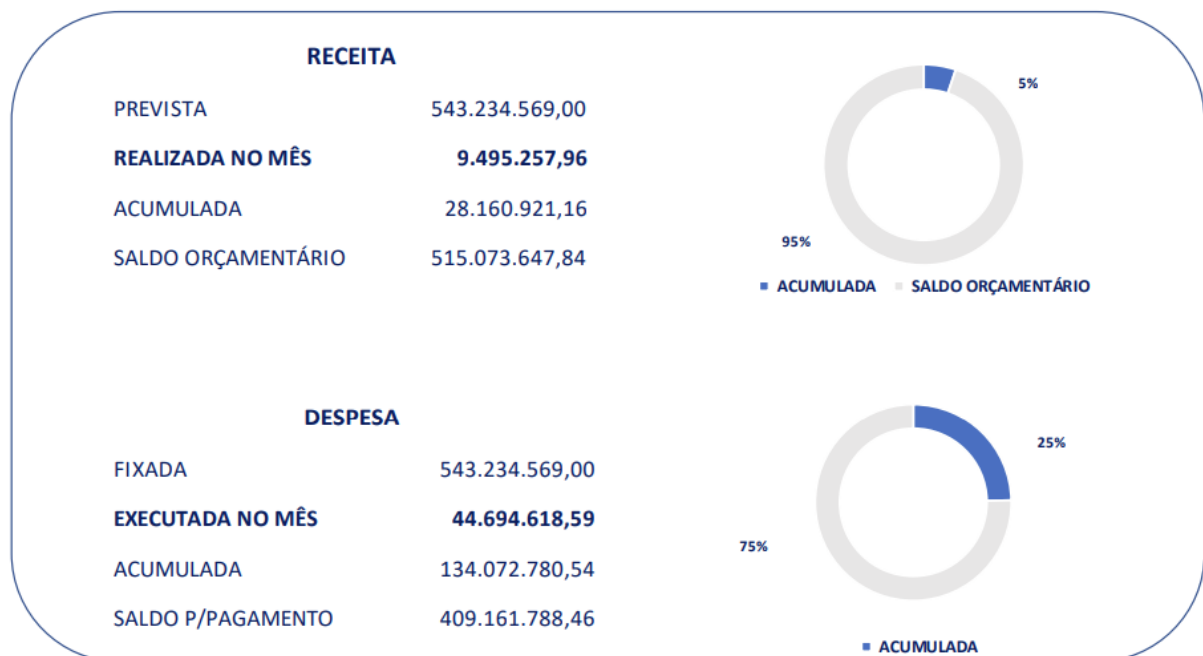 RECEITA
PREVISTA 543.234.569,00
REALIZADA NO MÊS 9.495.257,96
ACUMULADA 28.160.921,16
SALDO ORÇAMENTÁRIO 515.073.647,84
5%
95%
ACUMULADA SALDO ORÇAMENTÁRIO
DESPESA
FIXADA 543.234.569,00
EXECUTADA NO MÊS 44.694.618,59
ACUMULADA 134.072.780,54
SALDO P/PAGAMENTO 409.161.788,46
25%
75%
ACUMULADA